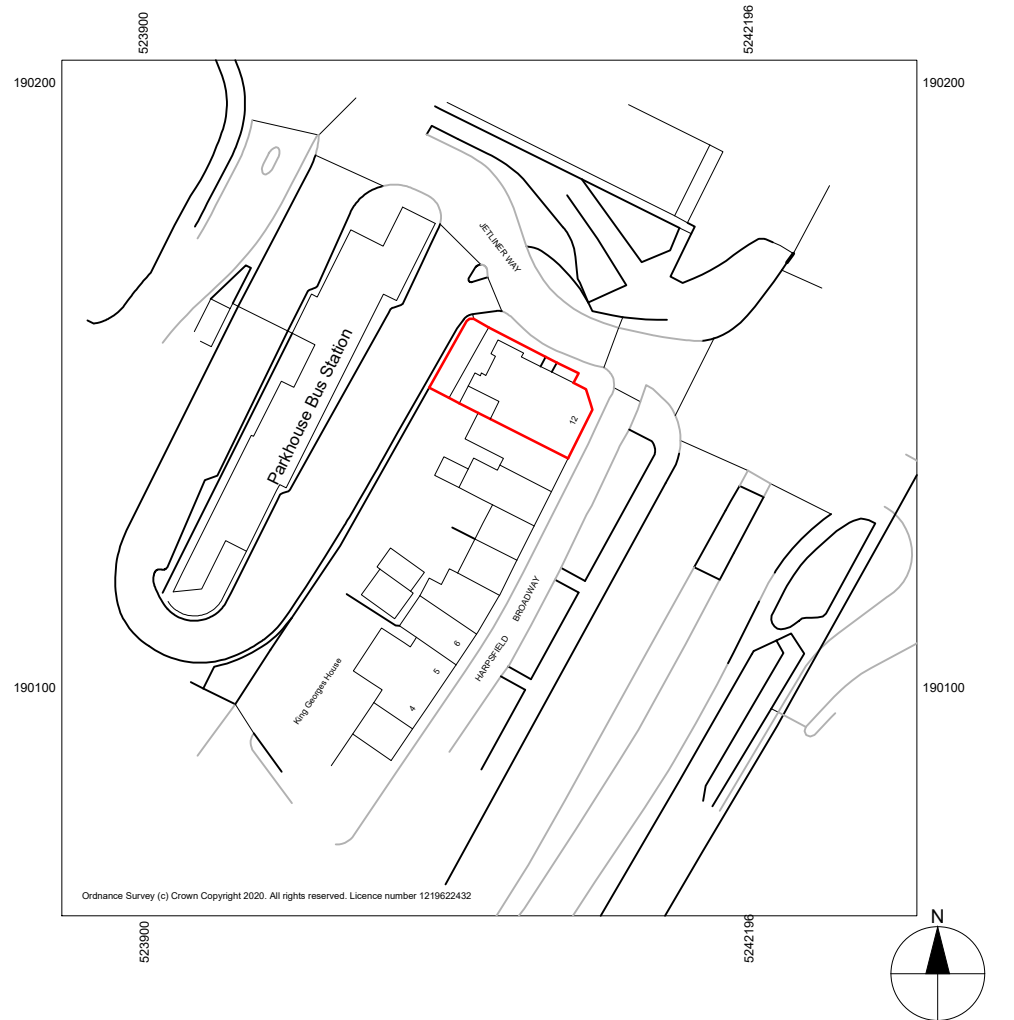 523900
5242196
190200
190200
JETLINER WAY
Parkhouse Bus Station
12
HARPSFIELD BROADWAY
6
5
4
King Georges House
190100
190100
Ordnance Survey (c) Crown Copyright 2020. All rights reserved. Licence number 1219622432
523900
5242196
N